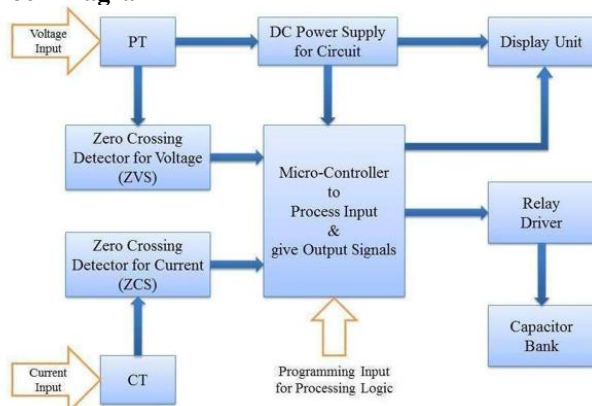 Voltage
Input
PT
DC Power Supply
for Circuit
Display Unit
Zero Crossing
Detector for Voltage
(ZVS)
Micro-Controller
to
Process Input
&
give Output Signals
Relay
Driver
Zero Crossing
Detector for Current
(ZCS)
Capacitor
Bank
Current
Input
CT
Programming Input
for Processing Logic